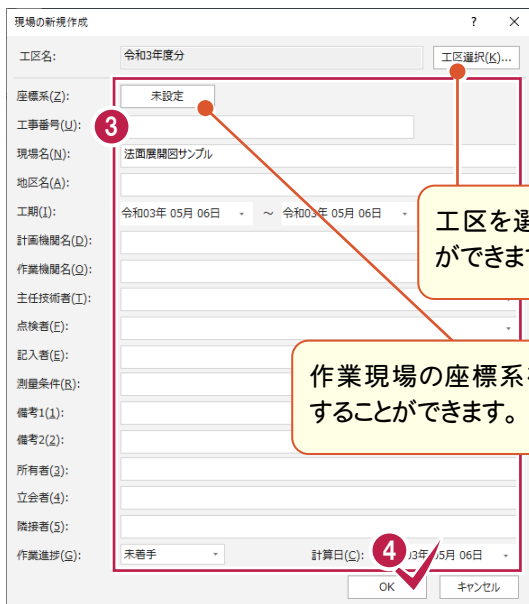 現場の新規作成 ? ×
工区名: 令和3年度分 工区選択(K)...
座標系(Z): 未設定
3
工事番号(U):
現場名(N): 法面展開図サンプル
地区名(A):
工期(I): 令和03年 05月 06日 ～ 令和03年 05月 06日
工区を選
ができます
計画機関名(D):
作業機関名(O):
主任技術者(T):
点検者(F):
記入者(E):
作業現場の座標系を
することができます。
測量条件(R):
備考1(1):
備考2(2):
所有者(3):
立会者(4):
隣接者(5):
作業進捗(G): 未着手 計算日(C): 03年 05月 06日
4
OK キャンセル